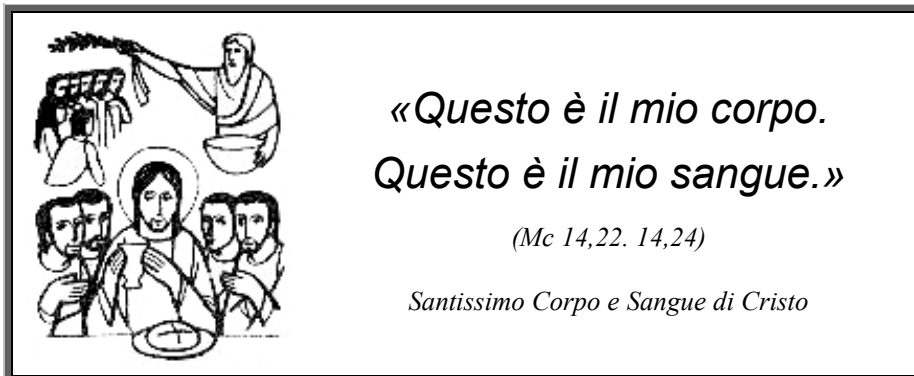 «Questo è il mio corpo.
Questo è il mio sangue.»
(Mc 14,22. 14,24)
Santissimo Corpo e Sangue di Cristo